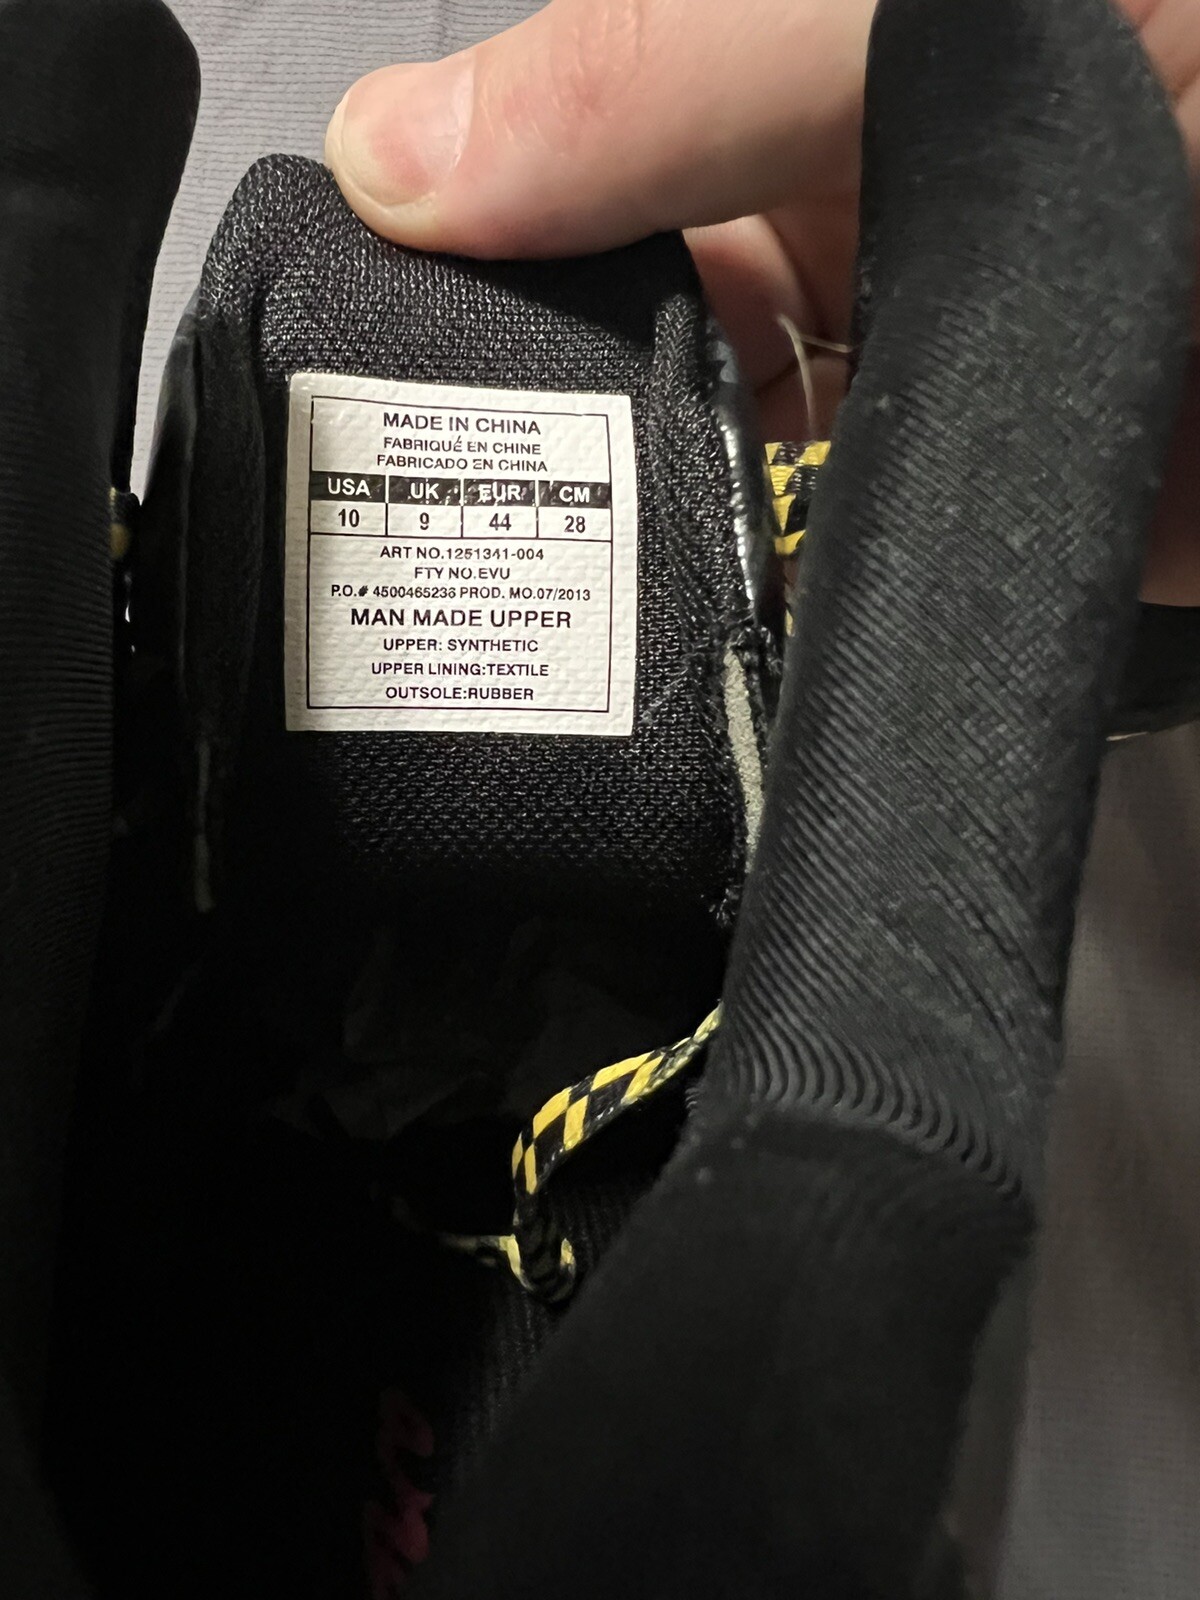 MADE IN CHINA
FABRIQUÉ EN CHINE
FABRICADO EN CHINA
USA UK EUR CM
10 9 44 28
ART NO.1251341-004
FTY NO.EVU
P.O.# 4500465236 PROD. MO.07/2013
MAN MADE UPPER
UPPER: SYNTHETIC
UPPER LINING:TEXTILE
OUTSOLE:RUBBER